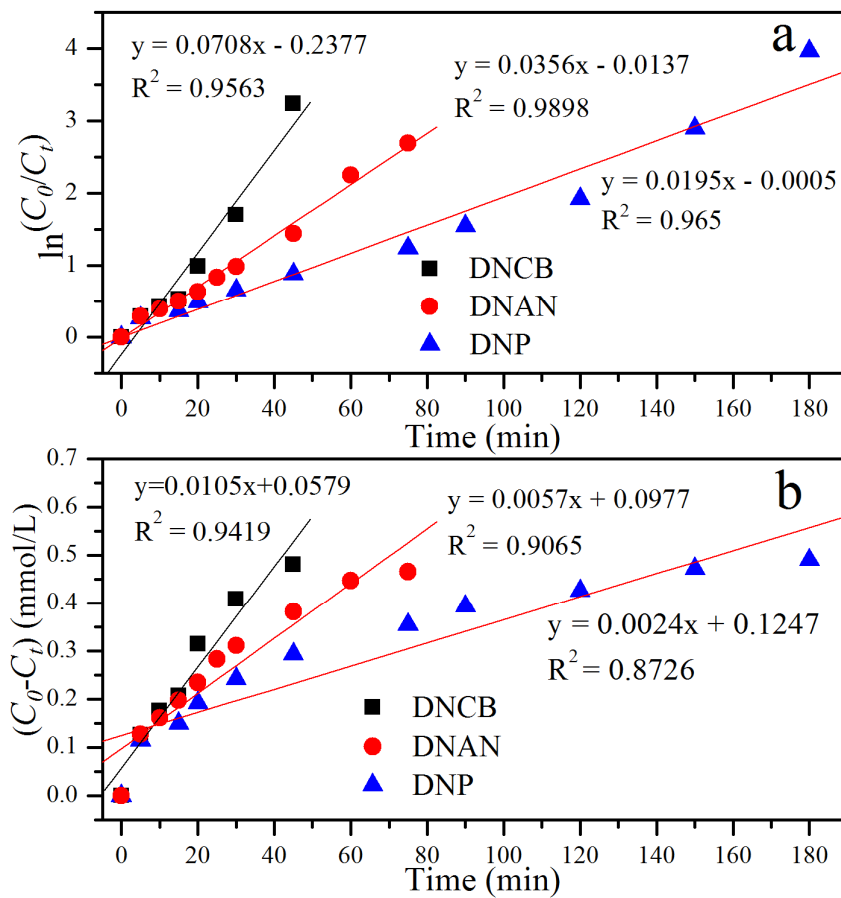 a
y = 0.0708x - 0.2377
R² = 0.9563
y = 0.0356x - 0.0137
R² = 0.9898
y = 0.0195x - 0.0005
R² = 0.965
DNCB
DNAN
DNP
ln(C₀/Cₜ)
4
3
2
1
0
0 20 40 60 80 100 120 140 160 180
Time (min)
b
y=0.0105x+0.0579
R² = 0.9419
y = 0.0057x + 0.0977
R² = 0.9065
y = 0.0024x + 0.1247
R² = 0.8726
DNCB
DNAN
DNP
(C₀-Cₜ) (mmol/L)
0.7
0.6
0.5
0.4
0.3
0.2
0.1
0.0
0 20 40 60 80 100 120 140 160 180
Time (min)